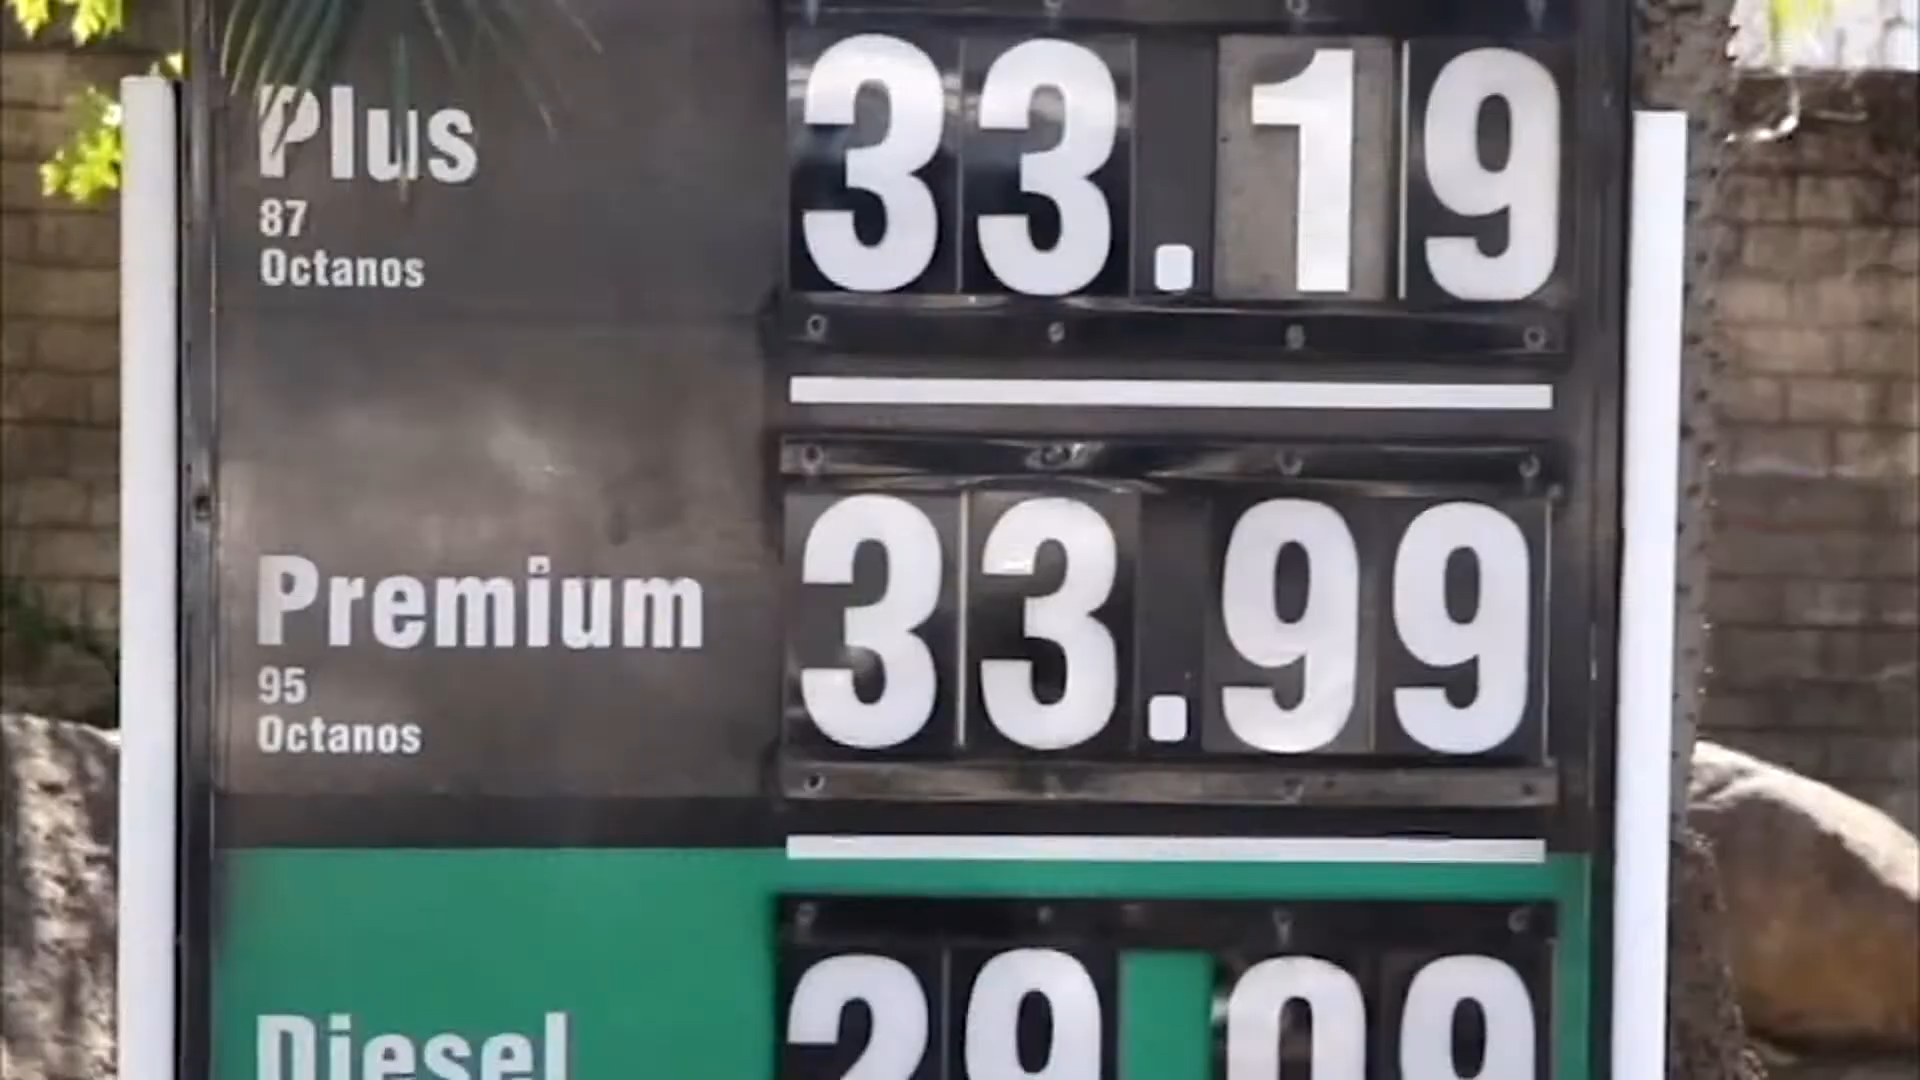 Plus 33.19
87
Octanos
Premium 33.99
95
Octanos
Diesel